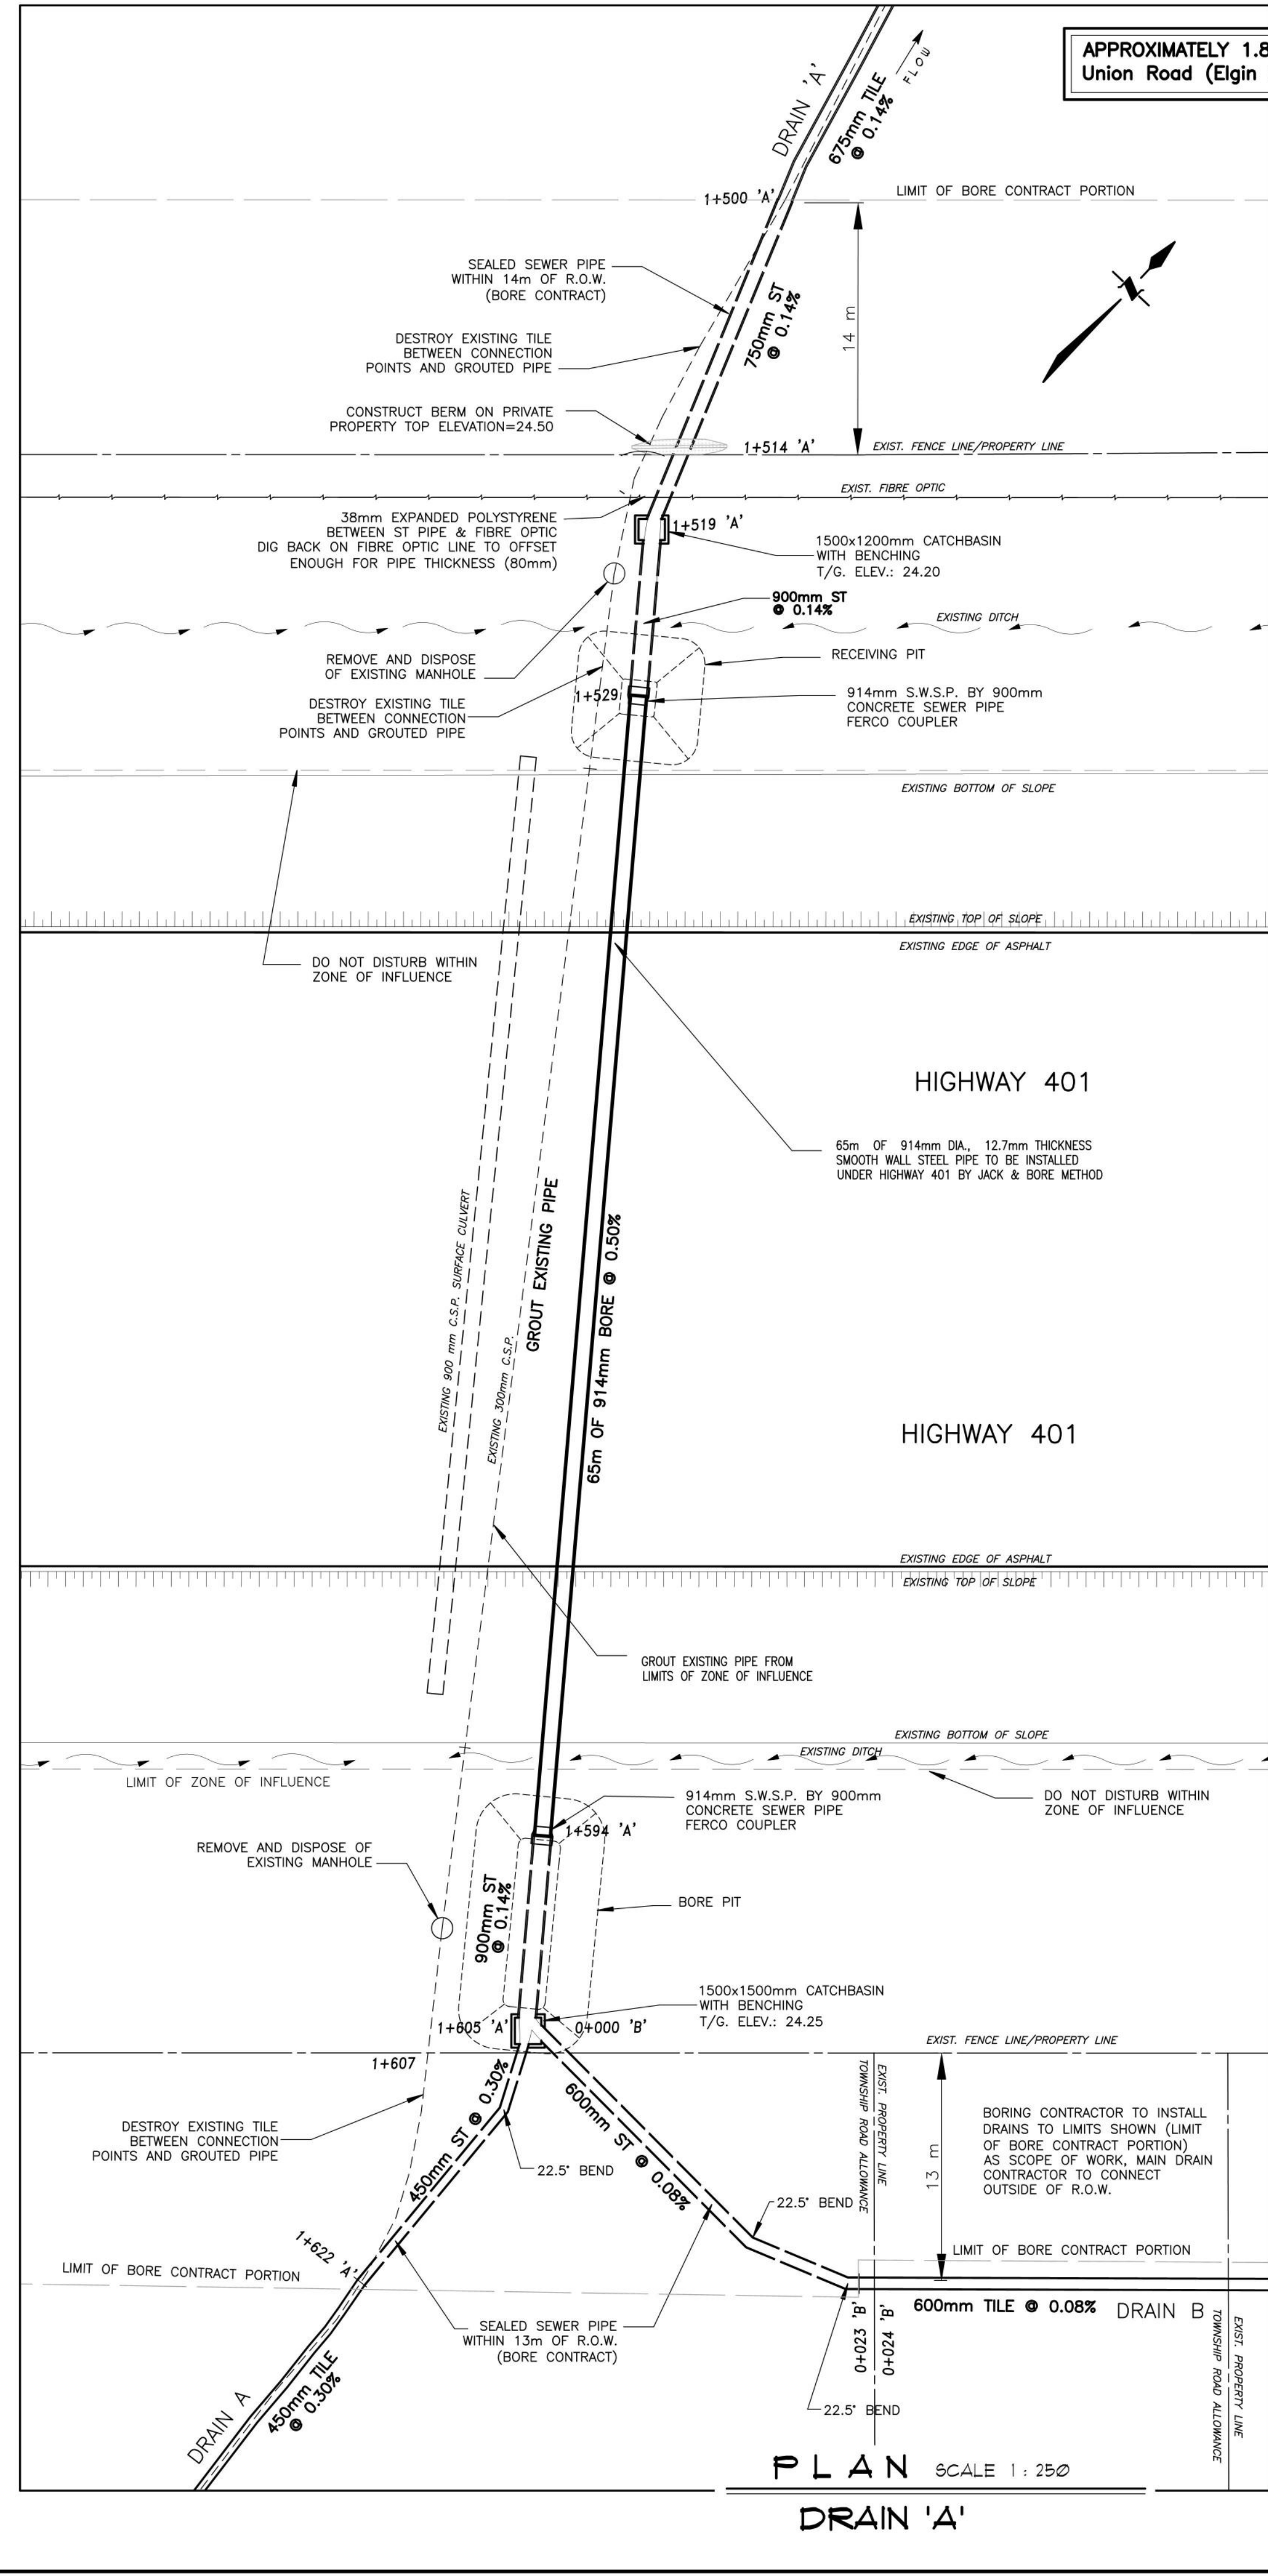 APPROXIMATELY 1.8
Union Road (Elgin
DRAIN 'A'
675mm TILE
@ 0.14%
FLOW
1+500 'A'
LIMIT OF BORE CONTRACT PORTION
SEALED SEWER PIPE
WITHIN 14m OF R.O.W.
(BORE CONTRACT)
750mm ST
@ 0.14%
14 m
DESTROY EXISTING TILE
BETWEEN CONNECTION
POINTS AND GROUTED PIPE
CONSTRUCT BERM ON PRIVATE
PROPERTY TOP ELEVATION=24.50
1+514 'A'
EXIST. FENCE LINE/PROPERTY LINE
EXIST. FIBRE OPTIC
38mm EXPANDED POLYSTYRENE
BETWEEN ST PIPE & FIBRE OPTIC
DIG BACK ON FIBRE OPTIC LINE TO OFFSET
ENOUGH FOR PIPE THICKNESS (80mm)
1+519 'A'
1500x1200mm CATCHBASIN
WITH BENCHING
T/G. ELEV.: 24.20
900mm ST
@ 0.14%
EXISTING DITCH
REMOVE AND DISPOSE
OF EXISTING MANHOLE
RECEIVING PIT
DESTROY EXISTING TILE
BETWEEN CONNECTION
POINTS AND GROUTED PIPE
1+529
914mm S.W.S.P. BY 900mm
CONCRETE SEWER PIPE
FERCO COUPLER
EXISTING BOTTOM OF SLOPE
EXISTING TOP OF SLOPE
EXISTING EDGE OF ASPHALT
DO NOT DISTURB WITHIN
ZONE OF INFLUENCE
HIGHWAY 401
65m OF 914mm DIA., 12.7mm THICKNESS
SMOOTH WALL STEEL PIPE TO BE INSTALLED
UNDER HIGHWAY 401 BY JACK & BORE METHOD
EXISTING 900 mm C.S.P. SURFACE CULVERT
EXISTING 300mm C.S.P.
GROUT EXISTING PIPE
65m OF 914mm BORE @ 0.50%
HIGHWAY 401
EXISTING EDGE OF ASPHALT
EXISTING TOP OF SLOPE
GROUT EXISTING PIPE FROM
LIMITS OF ZONE OF INFLUENCE
EXISTING BOTTOM OF SLOPE
EXISTING DITCH
LIMIT OF ZONE OF INFLUENCE
914mm S.W.S.P. BY 900mm
CONCRETE SEWER PIPE
FERCO COUPLER
DO NOT DISTURB WITHIN
ZONE OF INFLUENCE
1+594 'A'
REMOVE AND DISPOSE OF
EXISTING MANHOLE
900mm ST
@ 0.14%
BORE PIT
1500x1500mm CATCHBASIN
WITH BENCHING
T/G. ELEV.: 24.25
1+605 'A'
0+000 'B'
EXIST. FENCE LINE/PROPERTY LINE
1+607
450mm ST @ 0.30%
600mm ST @ 0.08%
TOWNSHIP ROAD ALLOWANCE
EXIST. PROPERTY LINE
13 m
BORING CONTRACTOR TO INSTALL
DRAINS TO LIMITS SHOWN (LIMIT
OF BORE CONTRACT PORTION)
AS SCOPE OF WORK, MAIN DRAIN
CONTRACTOR TO CONNECT
OUTSIDE OF R.O.W.
DESTROY EXISTING TILE
BETWEEN CONNECTION
POINTS AND GROUTED PIPE
22.5° BEND
22.5° BEND
1+622 'A'
LIMIT OF BORE CONTRACT PORTION
LIMIT OF BORE CONTRACT PORTION
600mm TILE @ 0.08%
DRAIN B
0+023 'B'
0+024 'B'
SEALED SEWER PIPE
WITHIN 13m OF R.O.W.
(BORE CONTRACT)
TOWNSHIP ROAD ALLOWANCE
EXIST. PROPERTY LINE
450mm TILE
@ 0.30%
DRAIN A
22.5° BEND
PLAN SCALE 1 : 250
DRAIN 'A'